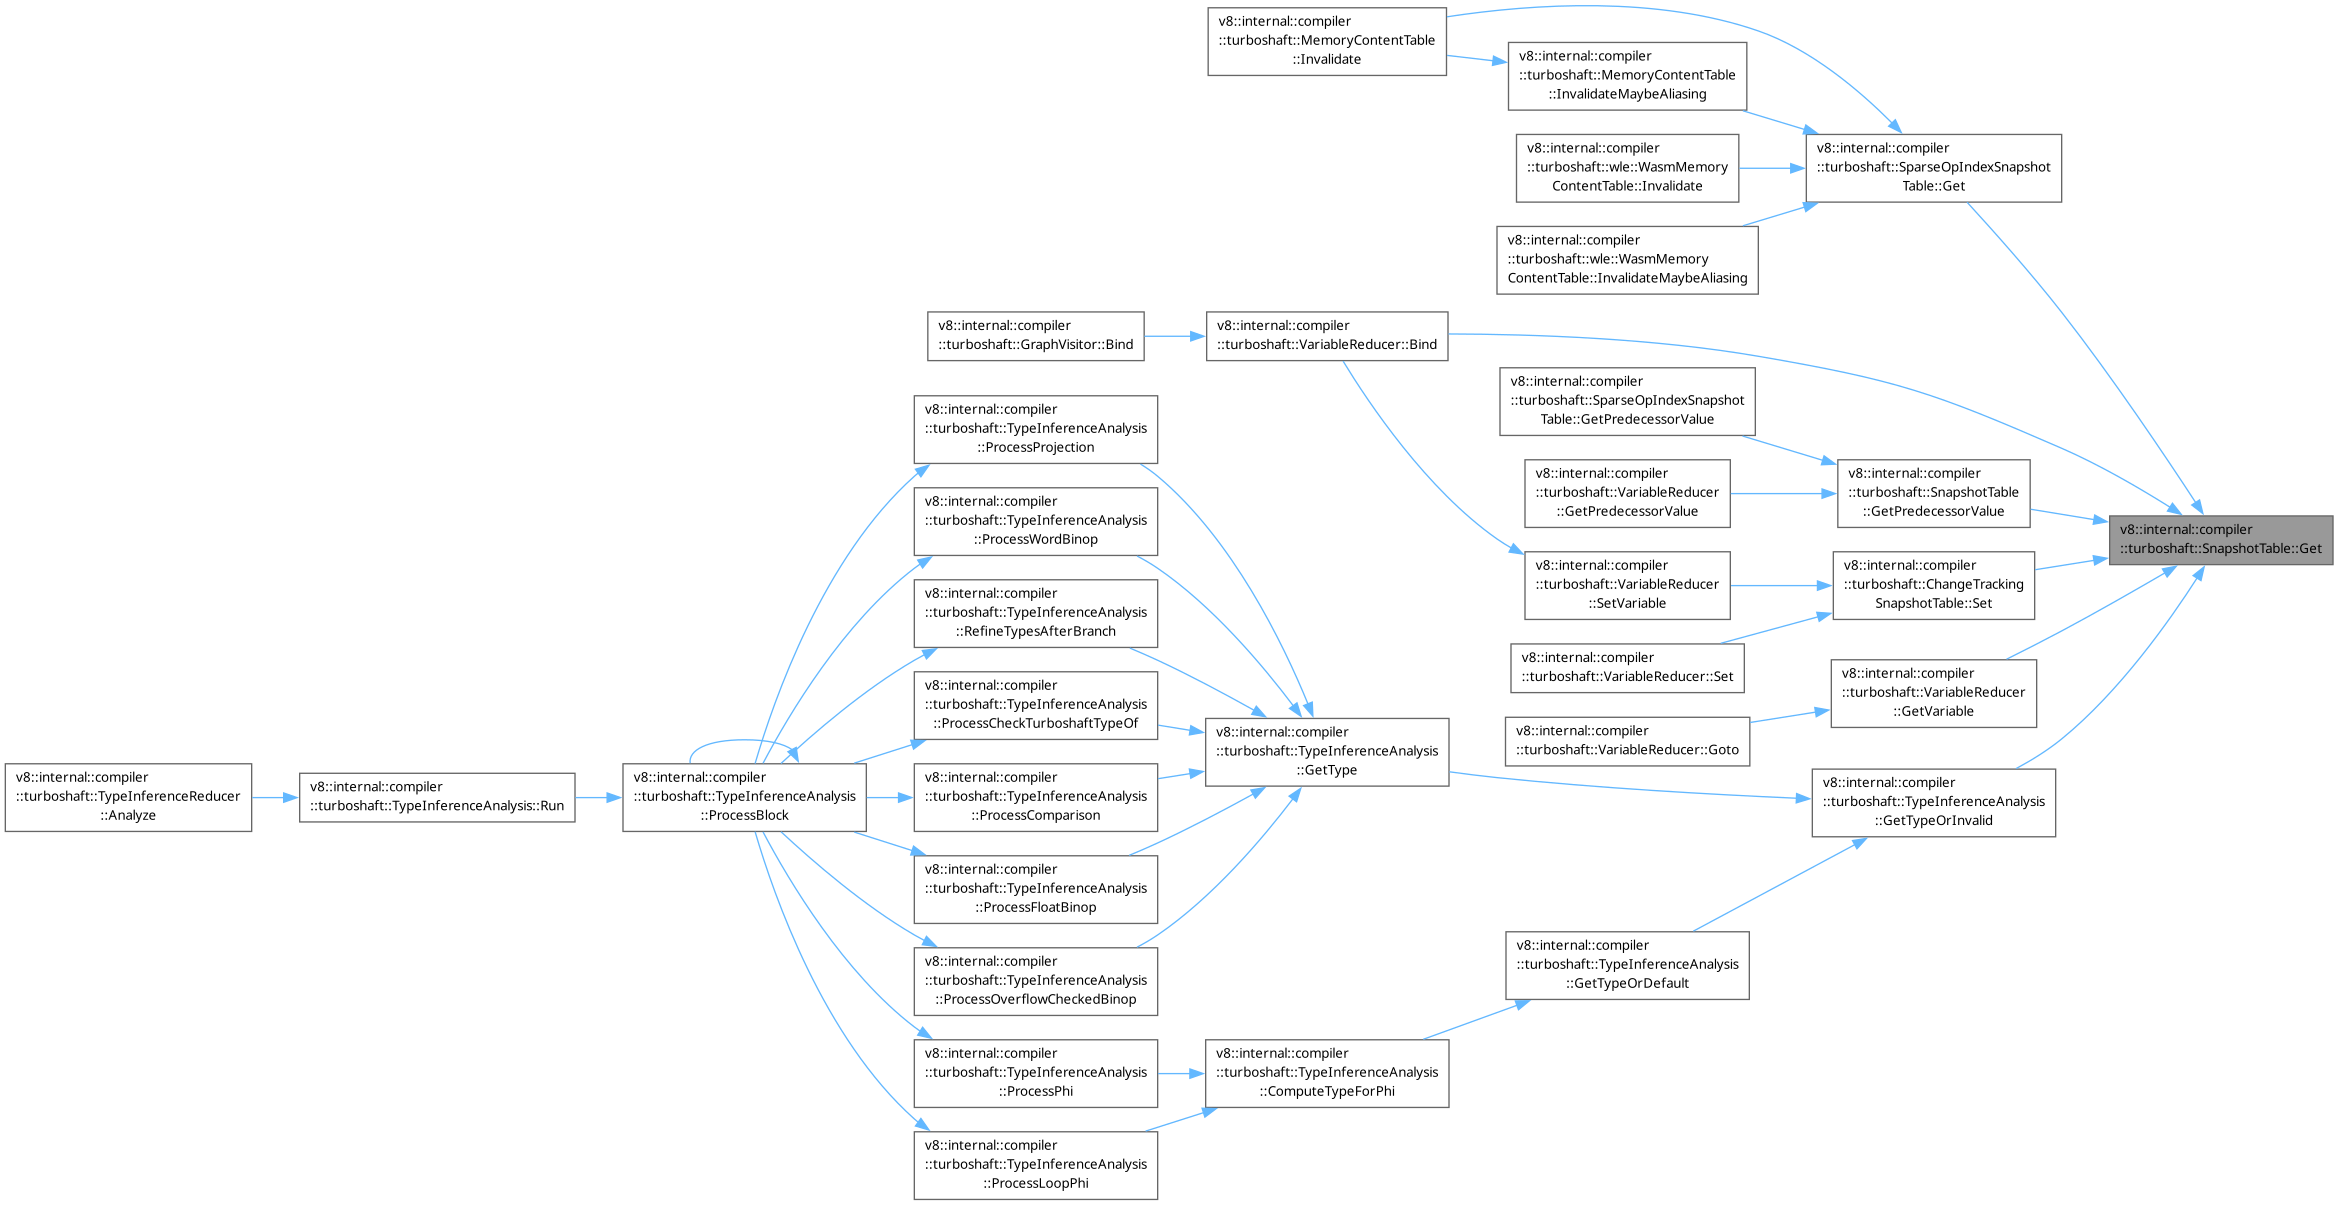 v8::internal::compiler
::turboshaft::MemoryContentTable
::Invalidate
v8::internal::compiler
::turboshaft::MemoryContentTable
::InvalidateMaybeAliasing
v8::internal::compiler
::turboshaft::wle::WasmMemory
ContentTable::Invalidate
v8::internal::compiler
::turboshaft::SparseOpIndexSnapshot
Table::Get
v8::internal::compiler
::turboshaft::wle::WasmMemory
ContentTable::InvalidateMaybeAliasing
v8::internal::compiler
::turboshaft::GraphVisitor::Bind
v8::internal::compiler
::turboshaft::VariableReducer::Bind
v8::internal::compiler
::turboshaft::SparseOpIndexSnapshot
Table::GetPredecessorValue
v8::internal::compiler
::turboshaft::TypeInferenceAnalysis
::ProcessProjection
v8::internal::compiler
::turboshaft::VariableReducer
::GetPredecessorValue
v8::internal::compiler
::turboshaft::SnapshotTable
::GetPredecessorValue
v8::internal::compiler
::turboshaft::TypeInferenceAnalysis
::ProcessWordBinop
v8::internal::compiler
::turboshaft::SnapshotTable::Get
v8::internal::compiler
::turboshaft::VariableReducer
::SetVariable
v8::internal::compiler
::turboshaft::ChangeTracking
SnapshotTable::Set
v8::internal::compiler
::turboshaft::TypeInferenceAnalysis
::RefineTypesAfterBranch
v8::internal::compiler
::turboshaft::VariableReducer::Set
v8::internal::compiler
::turboshaft::VariableReducer
::GetVariable
v8::internal::compiler
::turboshaft::TypeInferenceAnalysis
::ProcessCheckTurboshaftTypeOf
v8::internal::compiler
::turboshaft::VariableReducer::Goto
v8::internal::compiler
::turboshaft::TypeInferenceAnalysis
::GetType
v8::internal::compiler
::turboshaft::TypeInferenceReducer
::Analyze
v8::internal::compiler
::turboshaft::TypeInferenceAnalysis::Run
v8::internal::compiler
::turboshaft::TypeInferenceAnalysis
::ProcessBlock
v8::internal::compiler
::turboshaft::TypeInferenceAnalysis
::ProcessComparison
v8::internal::compiler
::turboshaft::TypeInferenceAnalysis
::GetTypeOrInvalid
v8::internal::compiler
::turboshaft::TypeInferenceAnalysis
::ProcessFloatBinop
v8::internal::compiler
::turboshaft::TypeInferenceAnalysis
::GetTypeOrDefault
v8::internal::compiler
::turboshaft::TypeInferenceAnalysis
::ProcessOverflowCheckedBinop
v8::internal::compiler
::turboshaft::TypeInferenceAnalysis
::ProcessPhi
v8::internal::compiler
::turboshaft::TypeInferenceAnalysis
::ComputeTypeForPhi
v8::internal::compiler
::turboshaft::TypeInferenceAnalysis
::ProcessLoopPhi